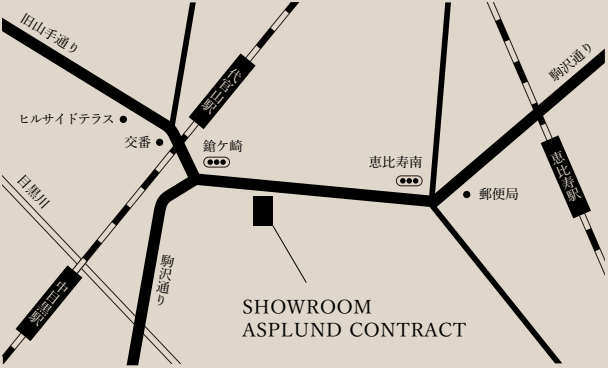 旧山手通り
代官山駅
駒沢通り
ヒルサイドテラス
交番
鎗ケ崎
恵比寿南
恵比寿駅
郵便局
目黒川
駒沢通り
中目黒駅
SHOWROOM
ASPLUND CONTRACT